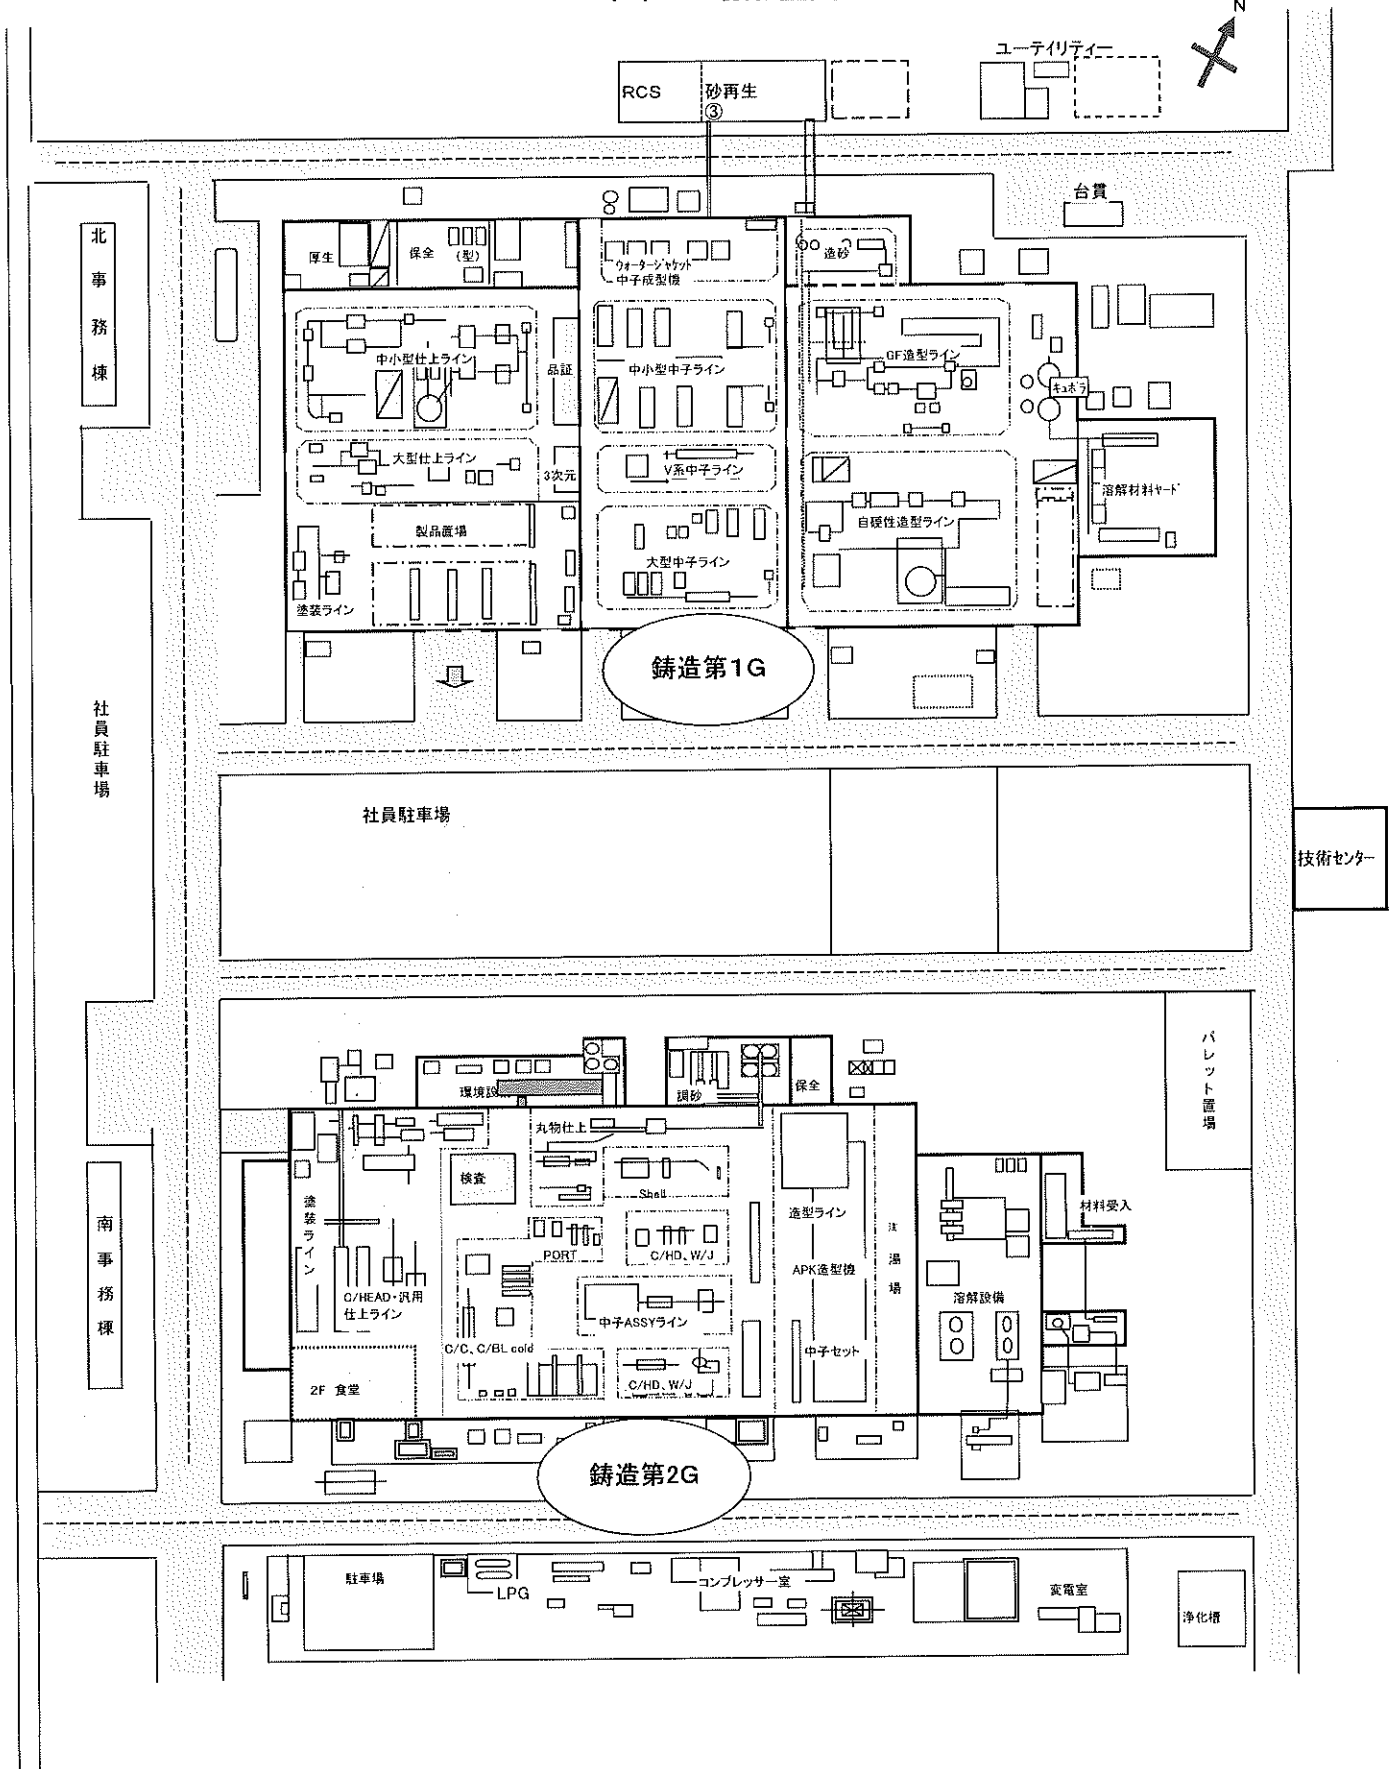 N
ユーティリティー
RCS
砂再生
③
台貫
北事務棟
厚生
保全
(型)
ウォータージャケット
中子成型機
造砂
中小型仕上ライン
品証
中小型中子ライン
GF造型ライン
キュポラ
大型仕上ライン
3次元
V系中子ライン
溶解材料ヤード
製品置場
自硬性造型ライン
大型中子ライン
塗装ライン
鋳造第1G
社員駐車場
社員駐車場
技術センター
パレット置場
環境設
調砂
保全
丸物仕上
検査
Shell
塗装ライン
造型ライン
材料受入
南事務棟
PORT
C/HD、W/J
APK造型機
注湯場
C/HEAD・汎用
仕上ライン
溶解設備
中子ASSYライン
C/C、C/BL cold
中子セット
2F 食堂
C/HD、W/J
鋳造第2G
駐車場
LPG
コンプレッサー室
変電室
浄化槽